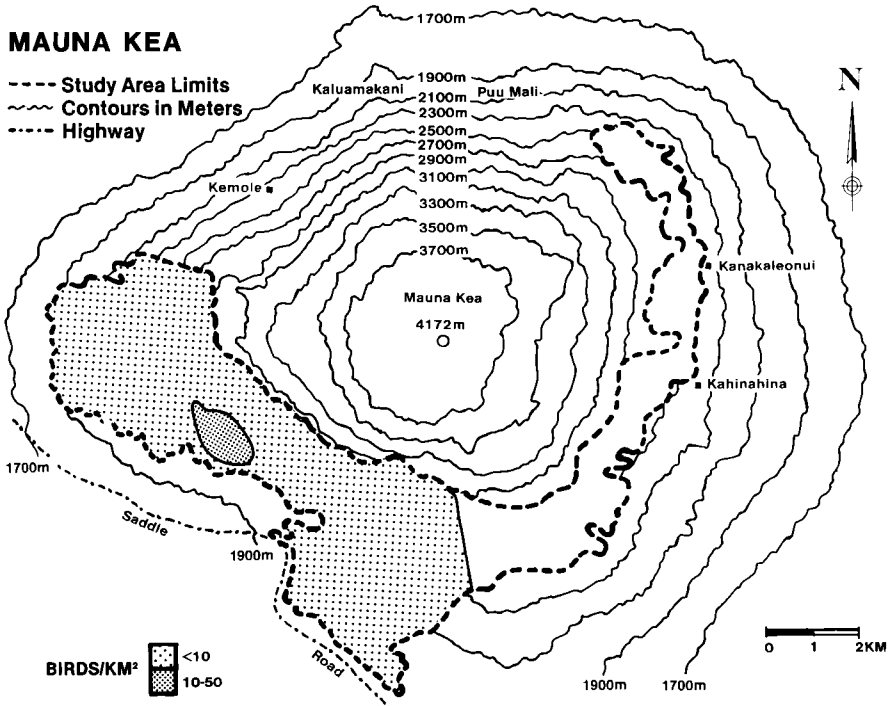 MAUNA KEA
Study Area Limits
Contours in Meters
Highway
1700m
Kaluamakani
1900m
Puu Mali
2100m
2300m
2500m
2700m
2900m
3100m
3300m
3500m
3700m
Kemole
N
Kanakaleonui
Mauna Kea
4172m
Kahinahina
1700m
Saddle
1900m
Road
BIRDS/KM²
<10
10-50
0 1 2KM
1900m
1700m